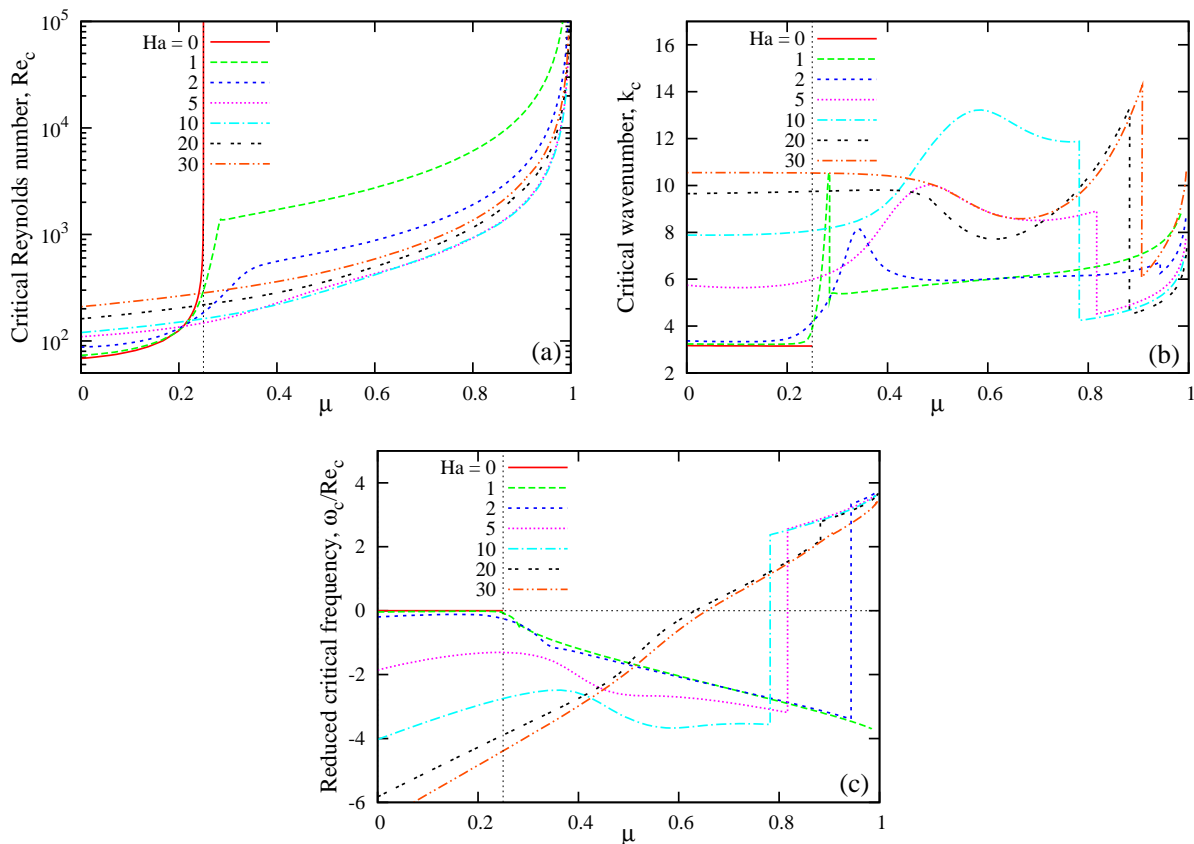 Critical Reynolds number, Re_c
10^5
10^4
10^3
10^2
Ha = 0
1
2
5
10
20
30
(a)
0 0.2 0.4 0.6 0.8 1
μ
Critical wavenumber, k_c
16
14
12
10
8
6
4
2
Ha = 0
1
2
5
10
20
30
(b)
0 0.2 0.4 0.6 0.8 1
μ
Reduced critical frequency, ω_c/Re_c
4
2
0
-2
-4
-6
Ha = 0
1
2
5
10
20
30
(c)
0 0.2 0.4 0.6 0.8 1
μ